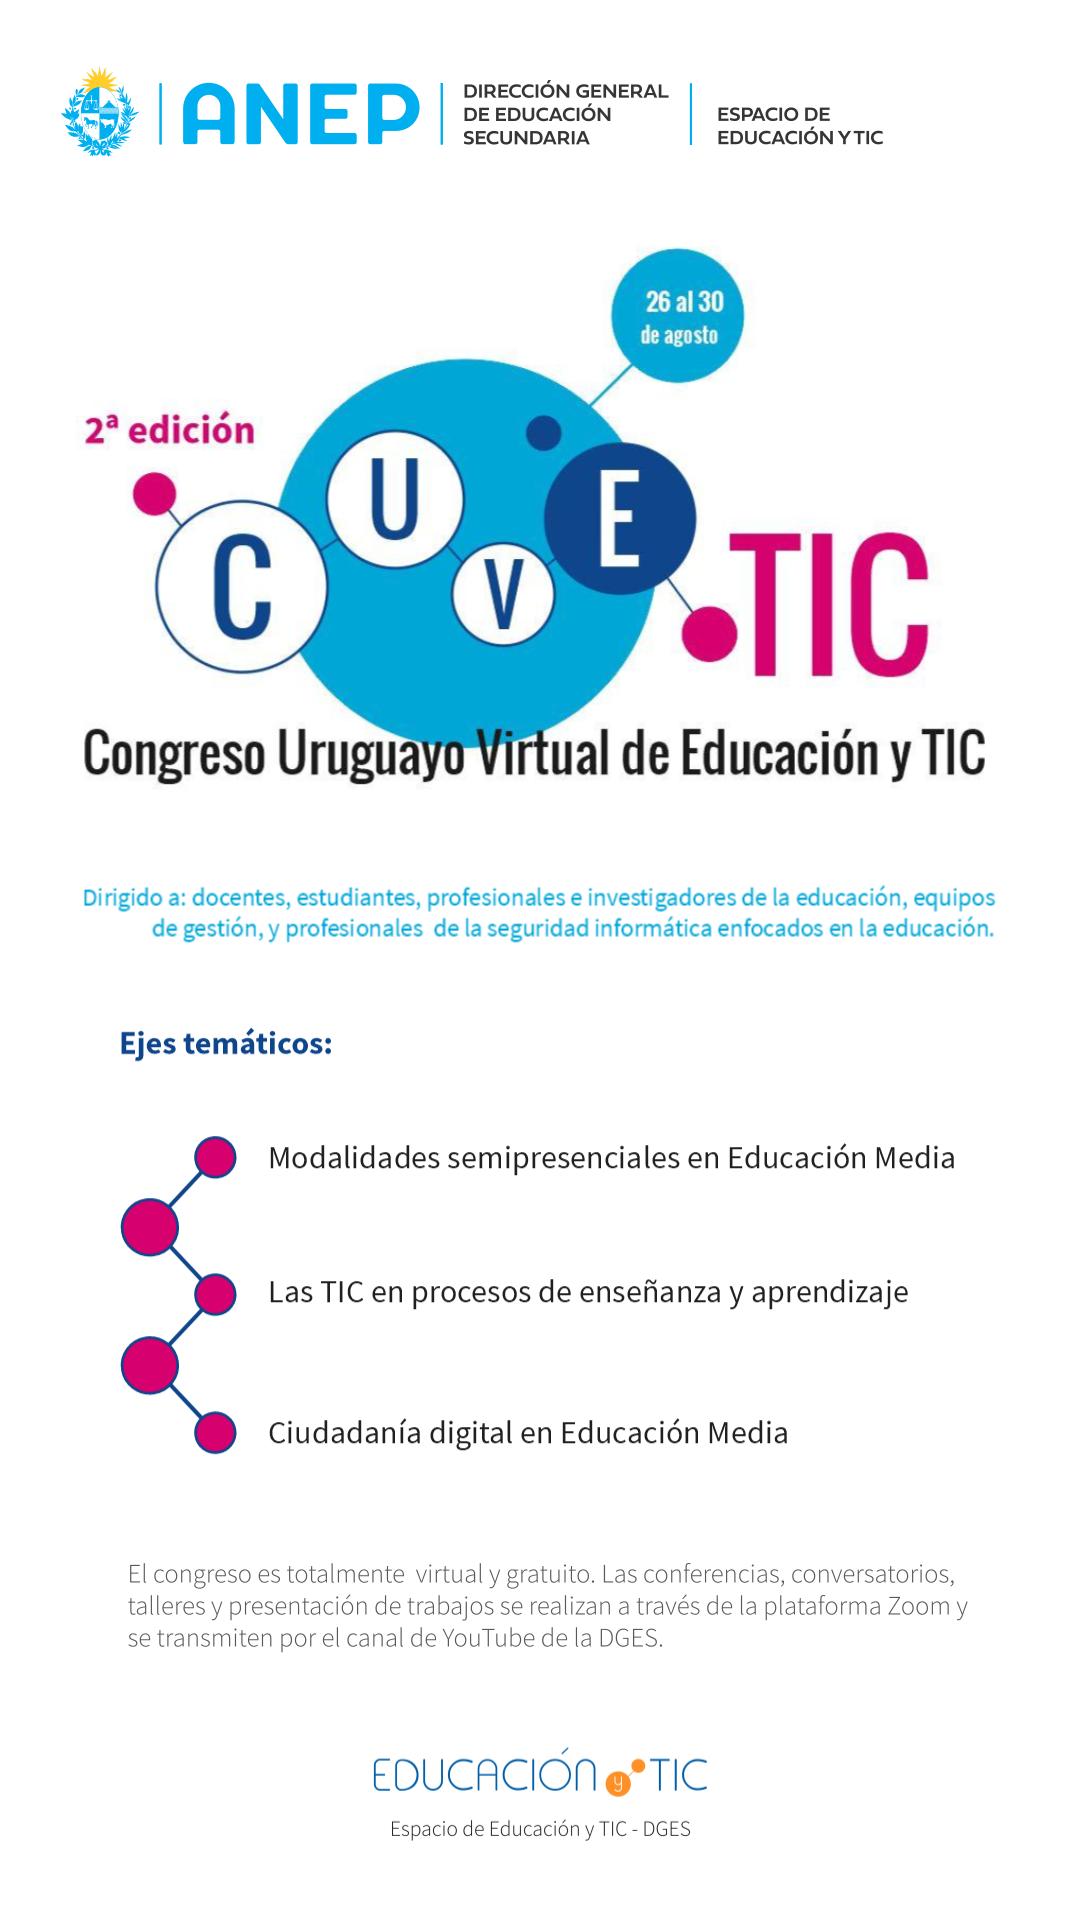 ANEP
DIRECCIÓN GENERAL
DE EDUCACIÓN
SECUNDARIA
ESPACIO DE
EDUCACIÓN Y TIC
26 al 30
de agosto
2ª edición
CUVE TIC
Congreso Uruguayo Virtual de Educación y TIC
Dirigido a: docentes, estudiantes, profesionales e investigadores de la educación, equipos
de gestión, y profesionales de la seguridad informática enfocados en la educación.
Ejes temáticos:
Modalidades semipresenciales en Educación Media
Las TIC en procesos de enseñanza y aprendizaje
Ciudadanía digital en Educación Media
El congreso es totalmente virtual y gratuito. Las conferencias, conversatorios,
talleres y presentación de trabajos se realizan a través de la plataforma Zoom y
se transmiten por el canal de YouTube de la DGES.
EDUCACIÓN y TIC
Espacio de Educación y TIC - DGES